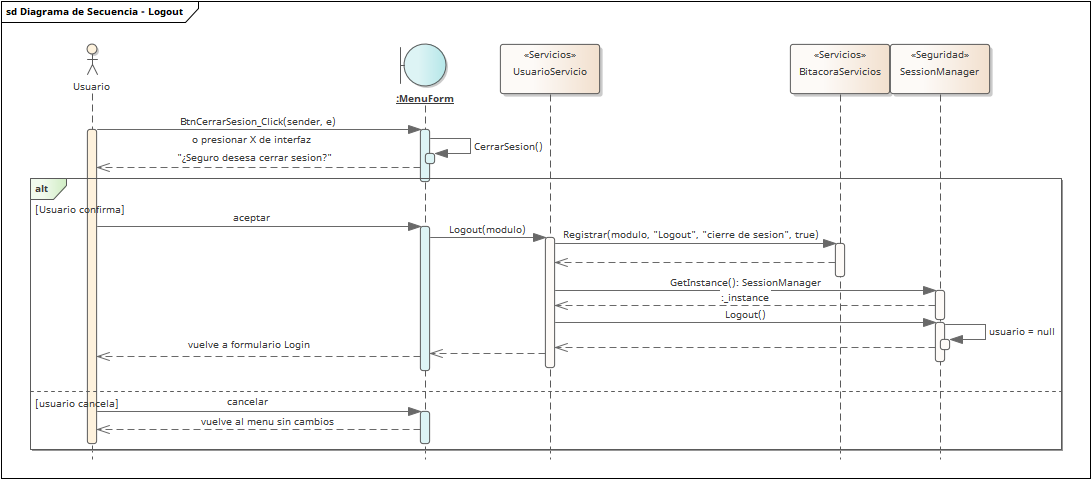 sd Diagrama de Secuencia - Logout
Usuario
:MenuForm
«Servicios»
UsuarioServicio
«Servicios»
BitacoraServicios
«Seguridad»
SessionManager
BtnCerrarSesion_Click(sender, e)
o presionar X de interfaz
CerrarSesion()
"¿Seguro desesa cerrar sesion?"
alt
[Usuario confirma]
aceptar
Logout(modulo)
Registrar(modulo, "Logout", "cierre de sesion", true)
GetInstance(): SessionManager
:_instance
Logout()
usuario = null
vuelve a formulario Login
[usuario cancela]
cancelar
vuelve al menu sin cambios